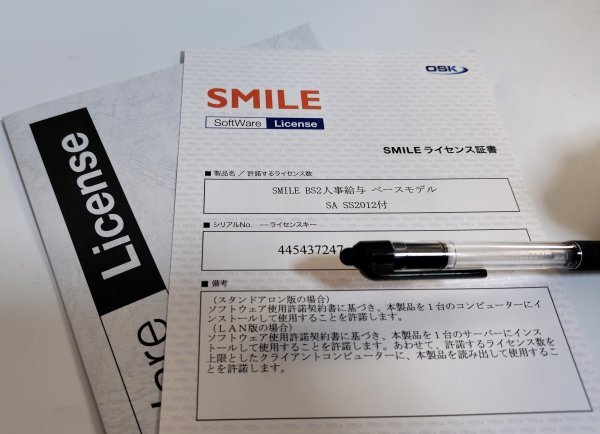 OSK
SMILE
SoftWare License
SMILE ライセンス証書
■ 製品名 / 許諾するライセンス数
SMILE BS2人事給与 ベースモデル
SA SS2012付
■ シリアルNo. ―ライセンスキー
445437247
■ 備考
(スタンドアロン版の場合)
ソフトウェア使用許諾契約書に基づき、本製品を1台のコンピューターにイ
ンストールして使用することを許諾します。
(LAN版の場合)
ソフトウェア使用許諾契約書に基づき、本製品を1台のサーバーにインス
トールして使用することを許諾します。あわせて、許諾するライセンス数を
上限としたクライアントコンピューターに、本製品を読み出して使用するこ
とを許諾します。
License